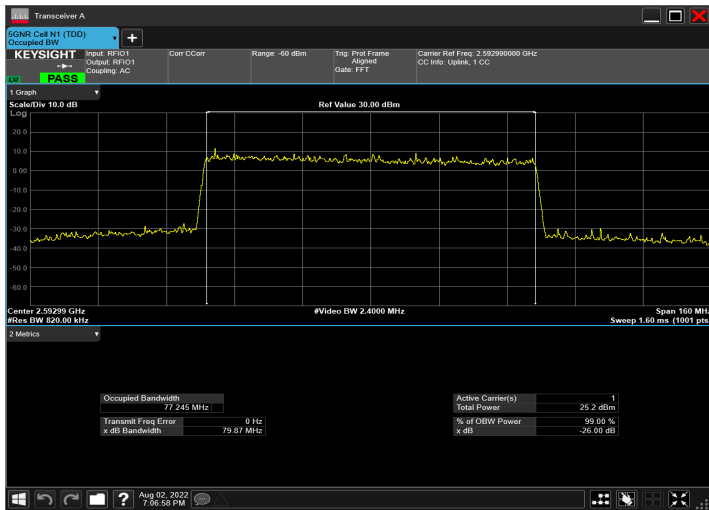 Transceiver A
5GNR Cell N1 (TDD)
Occupied BW
KEYSIGHT
LXI
PASS
Input: RFIO1
Output: RFIO1
Coupling: AC
Corr CCorr
Range: -60 dBm
Trig: Prot Frame
Aligned
Gate: FFT
Carrier Ref Freq: 2.592990000 GHz
CC Info: Uplink, 1 CC
1 Graph
Scale/Div 10.0 dB
Ref Value 30.00 dBm
Log
20.0
10.0
0.00
-10.0
-20.0
-30.0
-40.0
-50.0
-60.0
Center 2.59299 GHz
#Video BW 2.4000 MHz
Span 160 MHz
#Res BW 820.00 kHz
Sweep 1.60 ms (1001 pts
2 Metrics
Occupied Bandwidth
77.245 MHz
Transmit Freq Error 0 Hz
x dB Bandwidth 79.87 MHz
Active Carrier(s) 1
Total Power 25.2 dBm
% of OBW Power 99.00 %
x dB -26.00 dB
?
Aug 02, 2022
7:06:58 PM